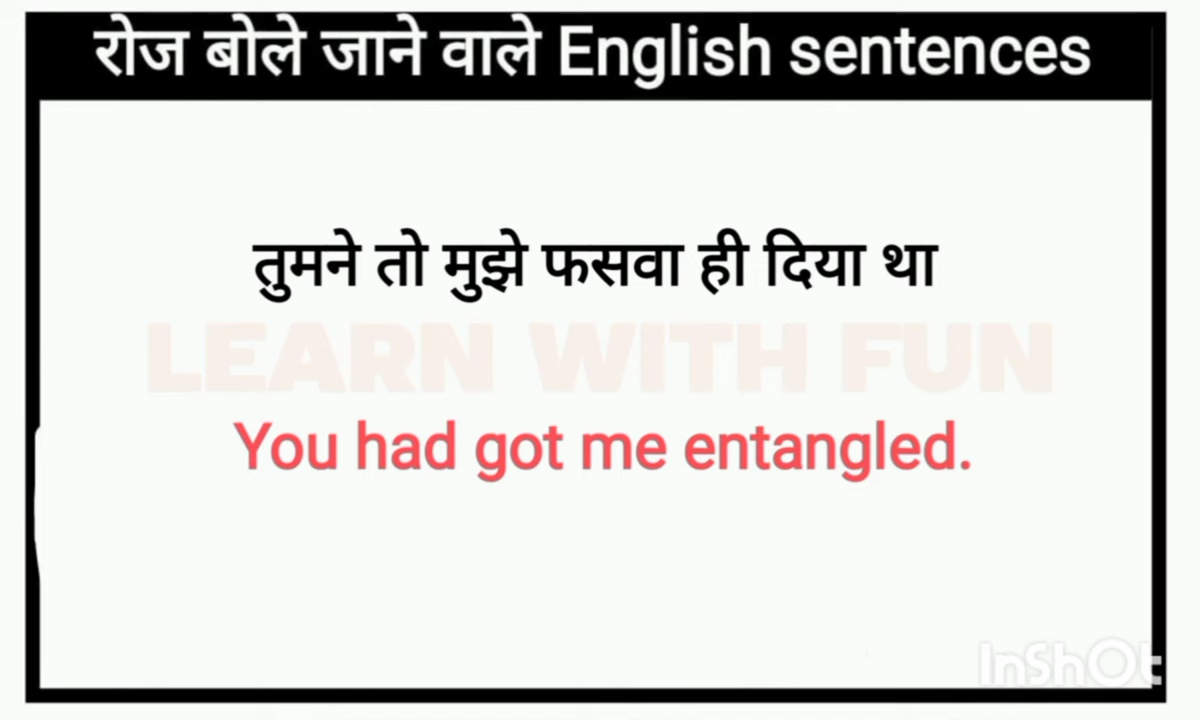 रोज बोले जाने वाले English sentences
तुमने तो मुझे फसवा ही दिया था
LEARN WITH FUN
You had got me entangled.
InShOt